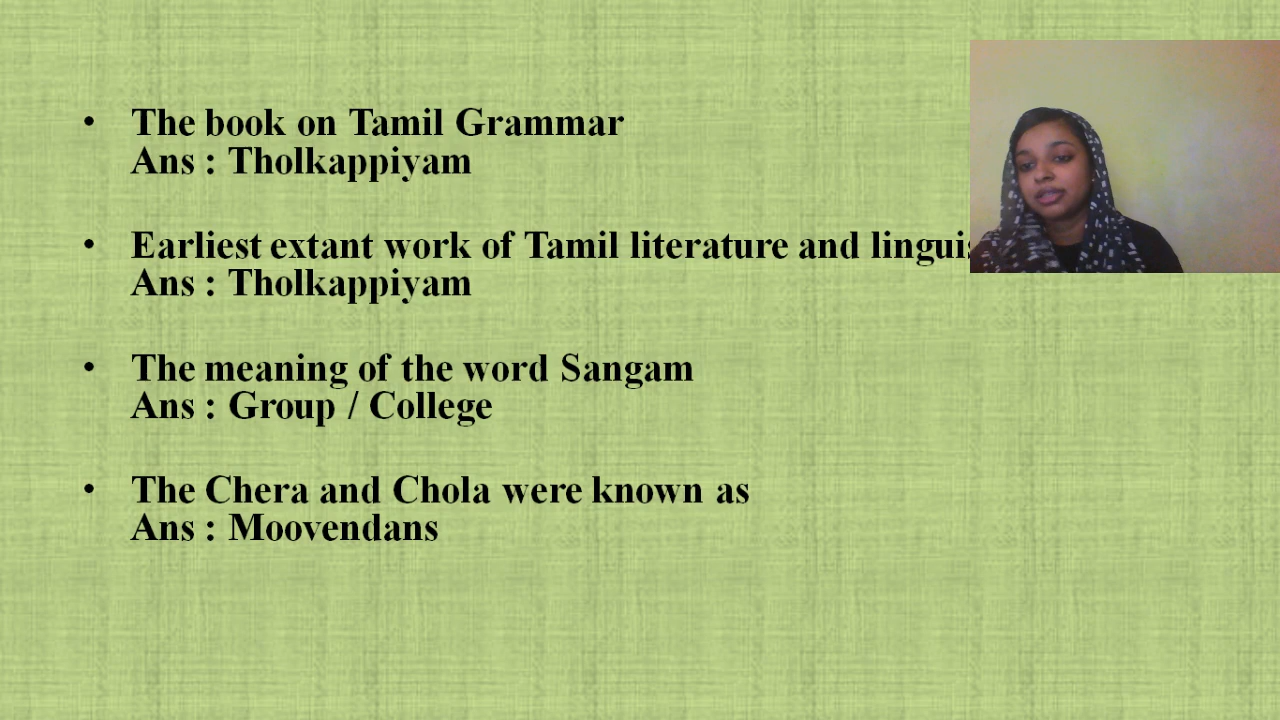 • The book on Tamil Grammar
Ans : Tholkappiyam
• Earliest extant work of Tamil literature and
Ans : Tholkappiyam
• The meaning of the word Sangam
Ans : Group / College
• The Chera and Chola were known as
Ans : Moovendans